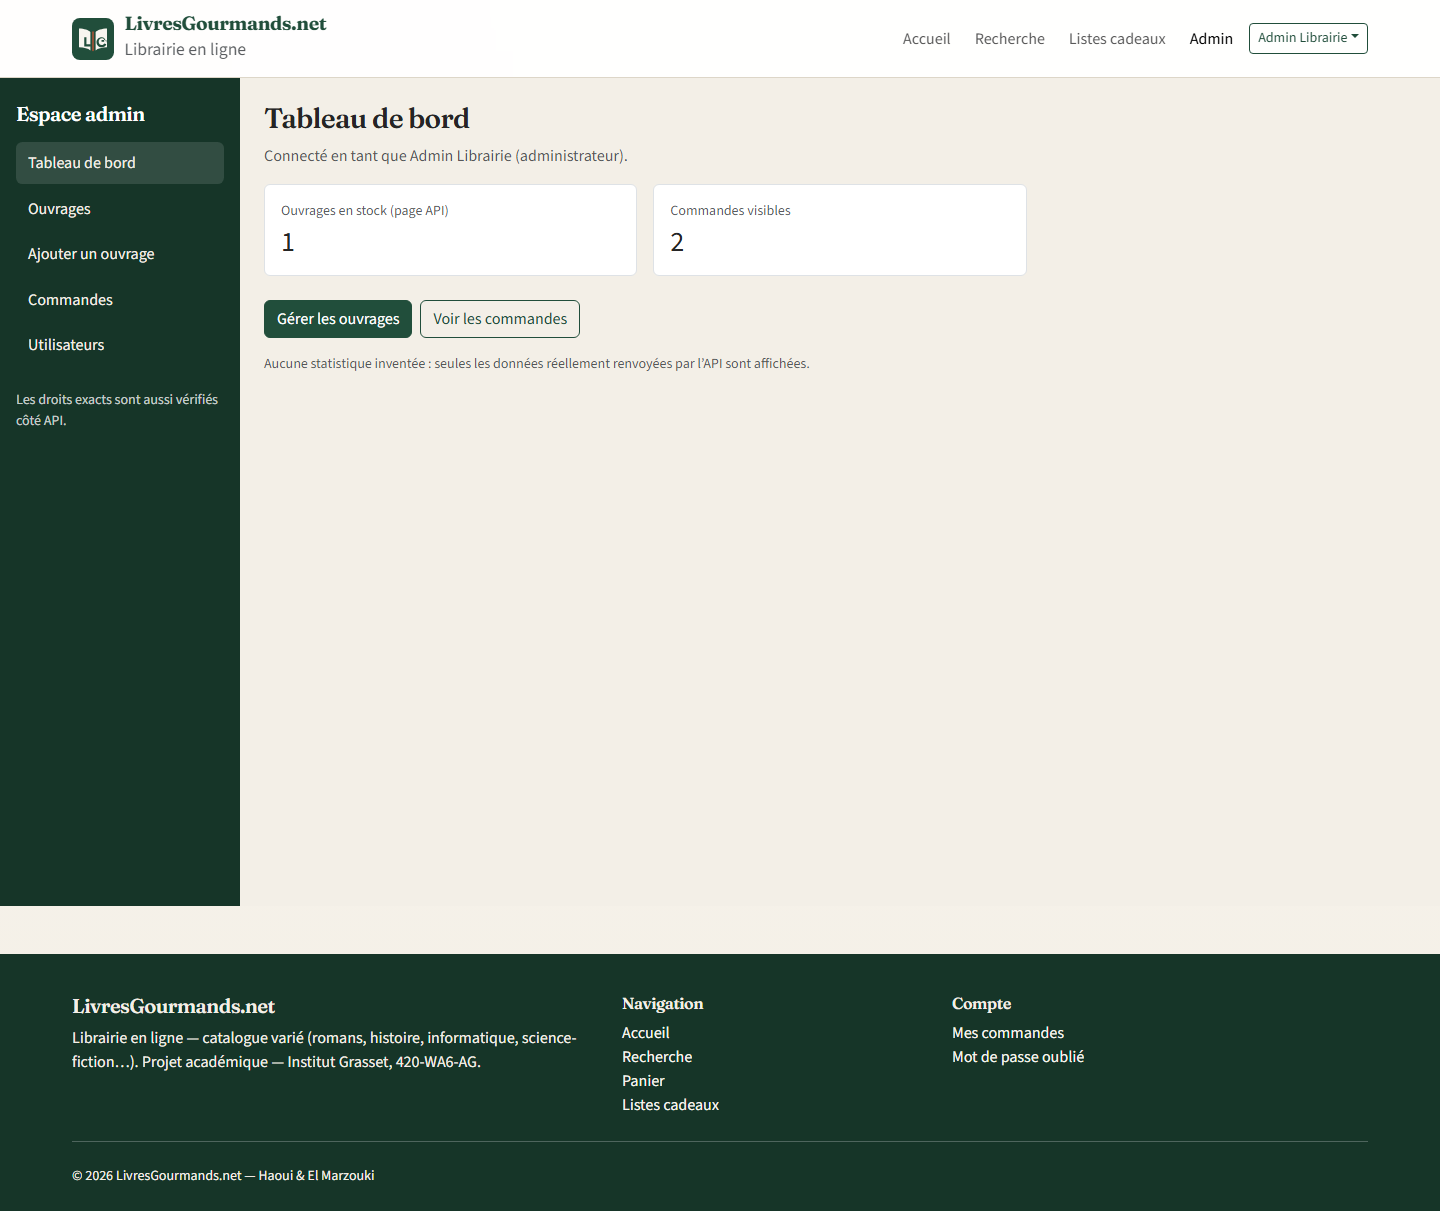 LG
LivresGourmands.net
Librairie en ligne
Accueil
Recherche
Listes cadeaux
Admin
Admin Librairie
Espace admin
Tableau de bord
Ouvrages
Ajouter un ouvrage
Commandes
Utilisateurs
Les droits exacts sont aussi vérifiés
côté API.
Tableau de bord
Connecté en tant que Admin Librairie (administrateur).
Ouvrages en stock (page API)
1
Commandes visibles
2
Gérer les ouvrages
Voir les commandes
Aucune statistique inventée : seules les données réellement renvoyées par l’API sont affichées.
LivresGourmands.net
Librairie en ligne — catalogue varié (romans, histoire, informatique, science-
fiction…). Projet académique — Institut Grasset, 420-WA6-AG.
Navigation
Accueil
Recherche
Panier
Listes cadeaux
Compte
Mes commandes
Mot de passe oublié
© 2026 LivresGourmands.net — Haoui & El Marzouki